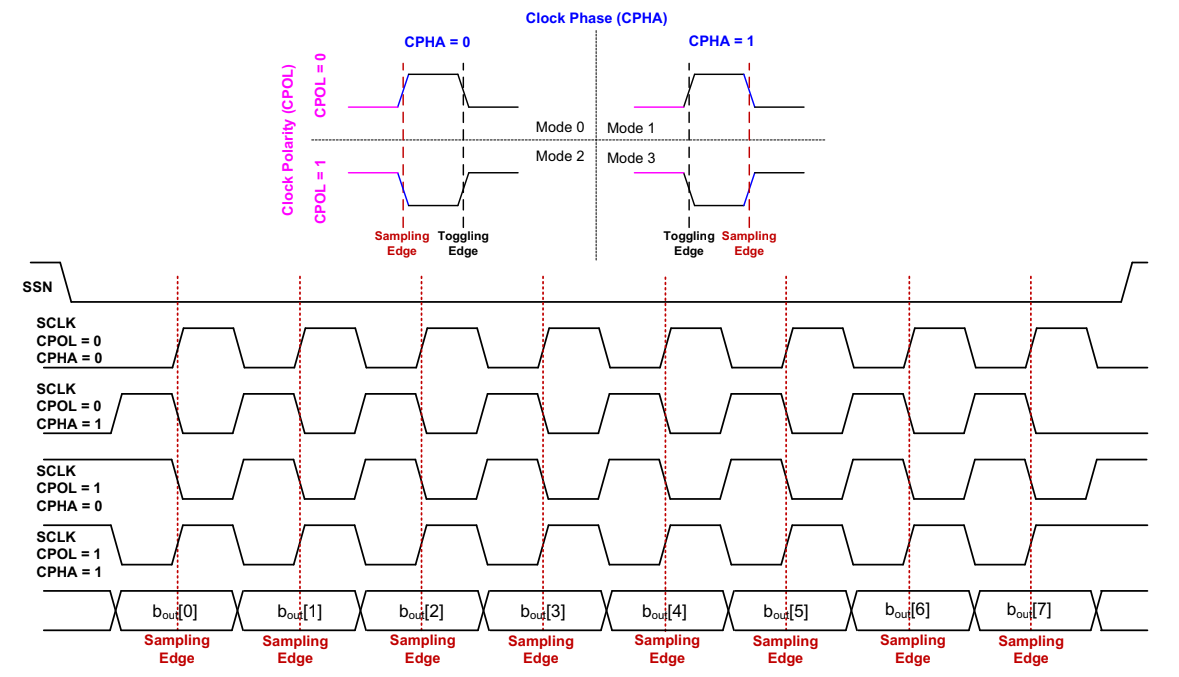 Clock Phase (CPHA)
CPHA = 0
CPHA = 1
Clock Polarity (CPOL)
CPOL = 0
CPOL = 1
Mode 0
Mode 1
Mode 2
Mode 3
Sampling
Edge
Toggling
Edge
Toggling
Edge
Sampling
Edge
SSN
SCLK
CPOL = 0
CPHA = 0
SCLK
CPOL = 0
CPHA = 1
SCLK
CPOL = 1
CPHA = 0
SCLK
CPOL = 1
CPHA = 1
bout[0]
bout[1]
bout[2]
bout[3]
bout[4]
bout[5]
bout[6]
bout[7]
Sampling
Edge
Sampling
Edge
Sampling
Edge
Sampling
Edge
Sampling
Edge
Sampling
Edge
Sampling
Edge
Sampling
Edge